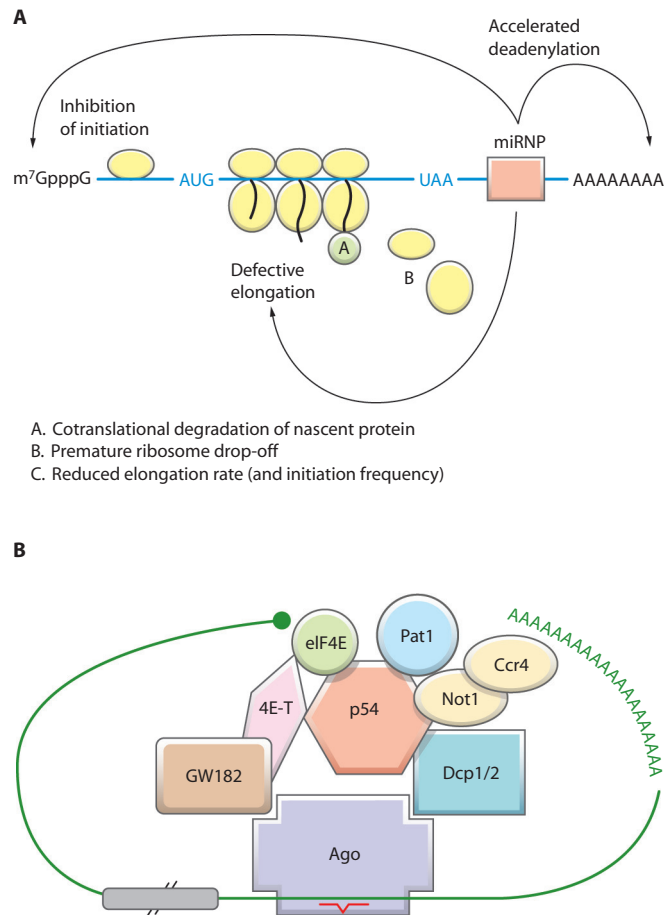 A
Accelerated
deadenylation
Inhibition
of initiation
miRNP
m⁷GpppG AUG UAA AAAAAAAA
A
B
Defective
elongation
A. Cotranslational degradation of nascent protein
B. Premature ribosome drop-off
C. Reduced elongation rate (and initiation frequency)
B
eIF4E
Pat1
Ccr4
Not1
4E-T
p54
GW182
Dcp1/2
Ago